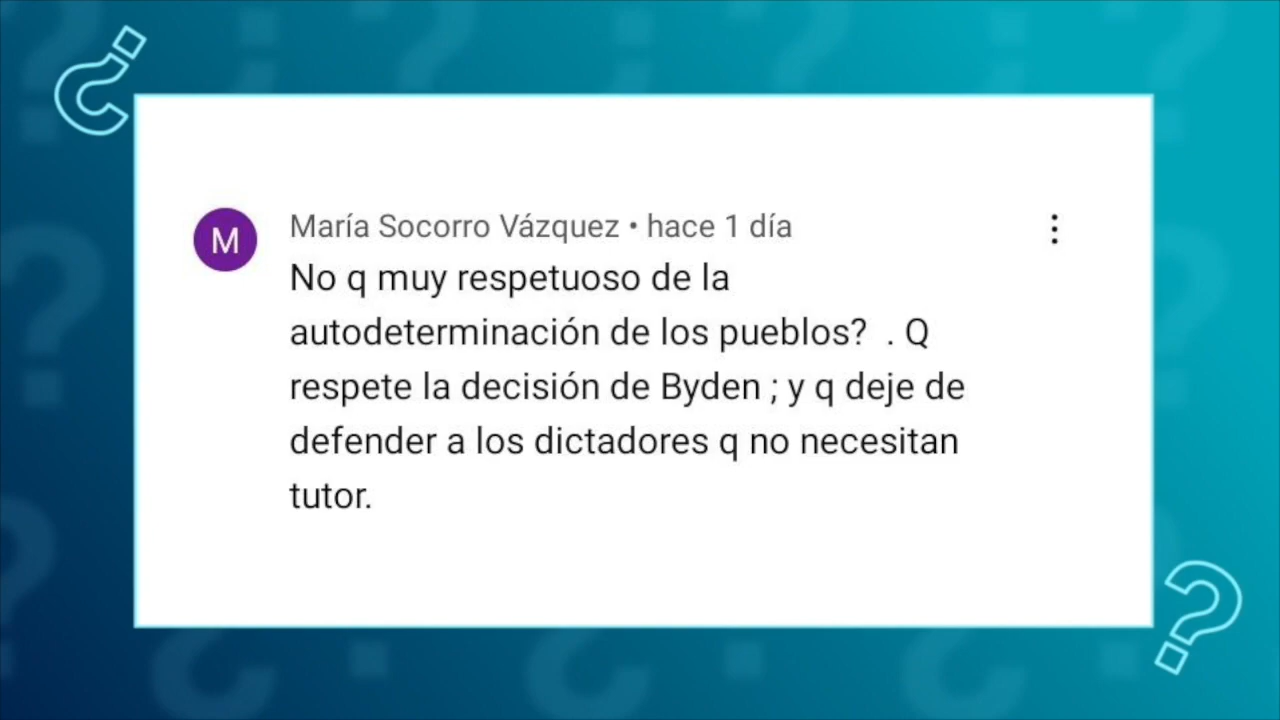 M
María Socorro Vázquez • hace 1 día
No q muy respetuoso de la
autodeterminación de los pueblos?  . Q
respete la decisión de Byden ; y q deje de
defender a los dictadores q no necesitan
tutor.